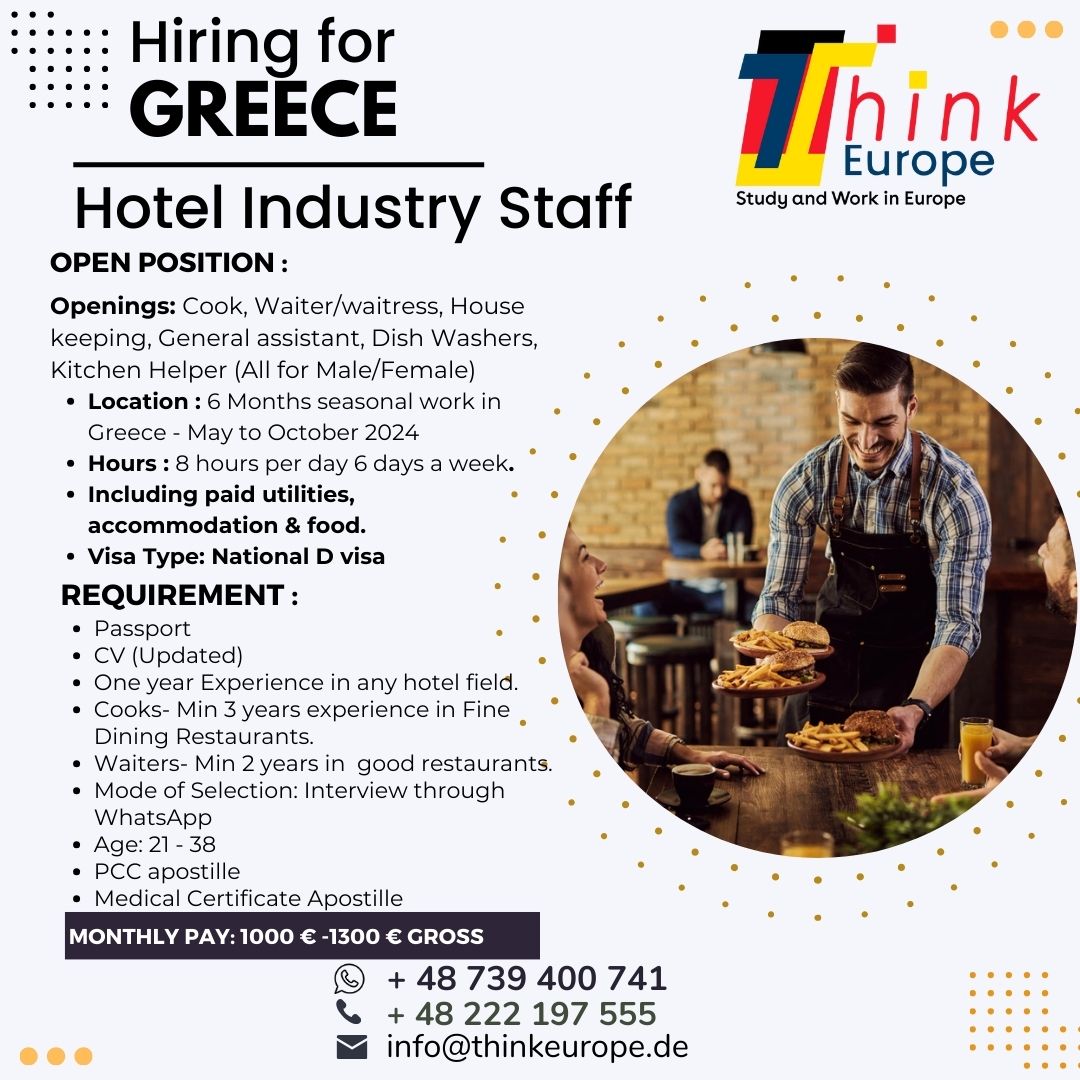 Hiring for
GREECE
Think
Europe
Study and Work in Europe
Hotel Industry Staff
OPEN POSITION :
Openings: Cook, Waiter/waitress, House
keeping, General assistant, Dish Washers,
Kitchen Helper (All for Male/Female)
• Location : 6 Months seasonal work in
Greece - May to October 2024
• Hours : 8 hours per day 6 days a week.
• Including paid utilities,
accommodation & food.
• Visa Type: National D visa
REQUIREMENT :
• Passport
• CV (Updated)
• One year Experience in any hotel field.
• Cooks- Min 3 years experience in Fine
Dining Restaurants.
• Waiters- Min 2 years in good restaurants.
• Mode of Selection: Interview through
WhatsApp
• Age: 21 - 38
• PCC apostille
• Medical Certificate Apostille
MONTHLY PAY: 1000 € -1300 € GROSS
+ 48 739 400 741
+ 48 222 197 555
info@thinkeurope.de